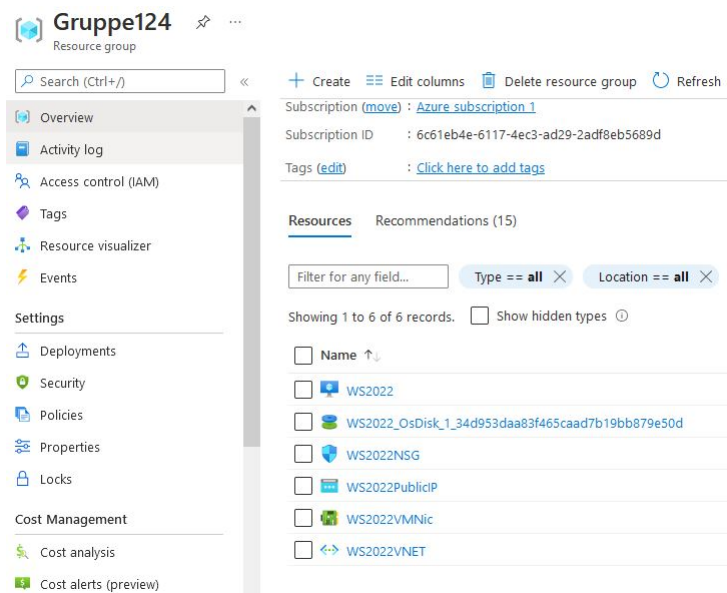 Gruppe124
Resource group
Search (Ctrl+/)
«
Overview
Activity log
Access control (IAM)
Tags
Resource visualizer
Events
Settings
Deployments
Security
Policies
Properties
Locks
Cost Management
Cost analysis
Cost alerts (preview)
Create Edit columns Delete resource group Refresh
Subscription (move) : Azure subscription 1
Subscription ID : 6c61eb4e-6117-4ec3-ad29-2adf8eb5689d
Tags (edit) : Click here to add tags
Resources Recommendations (15)
Filter for any field... Type == all Location == all
Showing 1 to 6 of 6 records. Show hidden types
Name ↑↓
WS2022
WS2022_OsDisk_1_34d953daa83f465caad7b19bb879e50d
WS2022NSG
WS2022PublicIP
WS2022VMNic
WS2022VNET